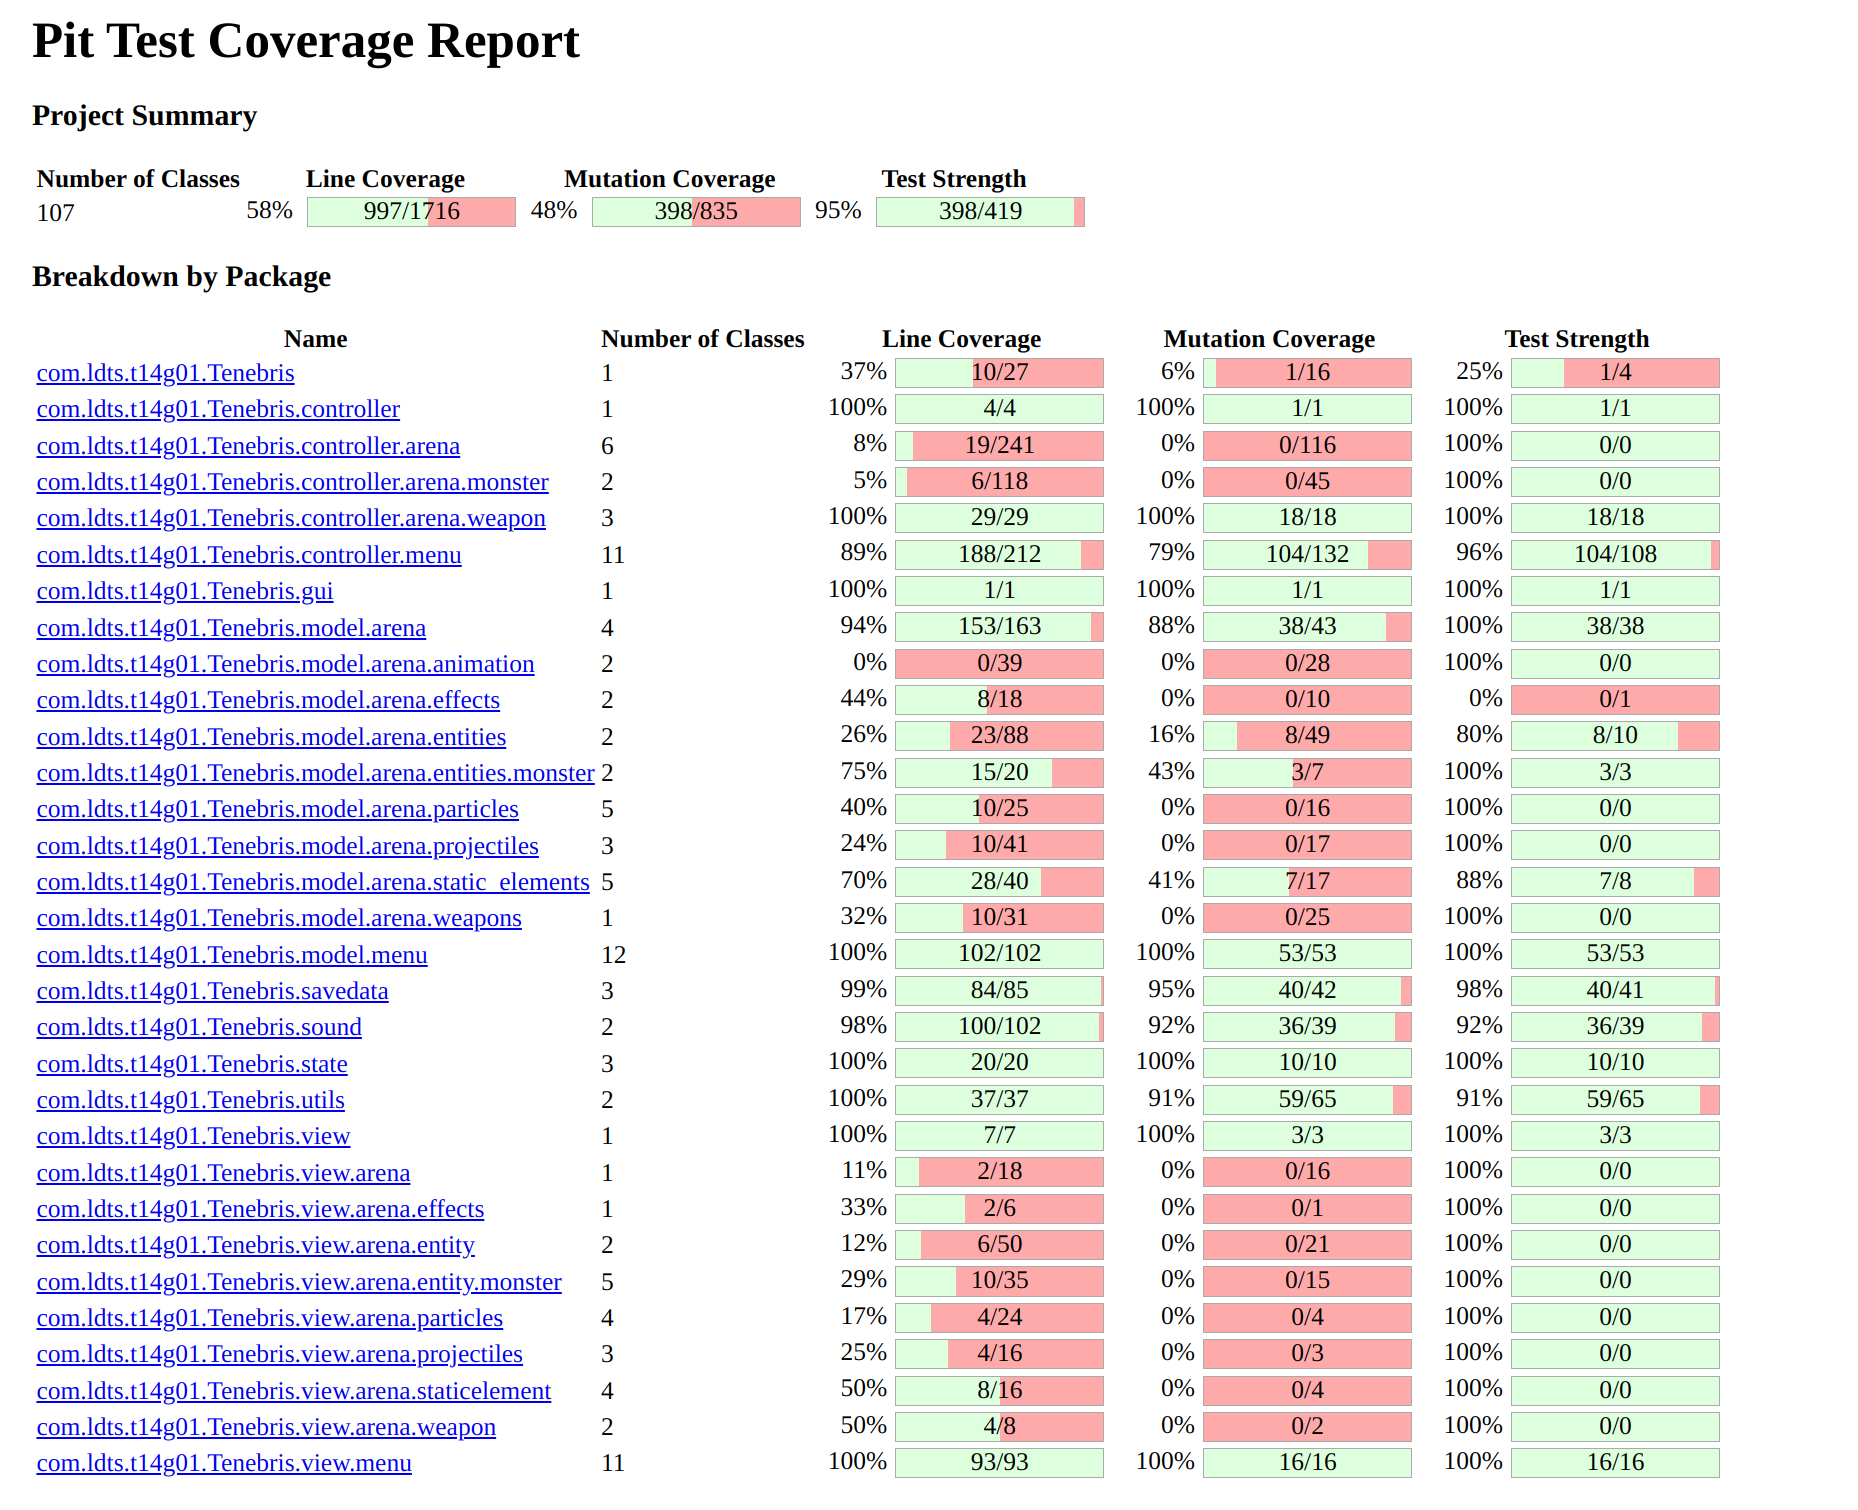 Pit Test Coverage Report
Project Summary
Number of Classes Line Coverage Mutation Coverage Test Strength
107 58% 997/1716 48% 398/835 95% 398/419
Breakdown by Package
Name Number of Classes Line Coverage Mutation Coverage Test Strength
com.ldts.t14g01.Tenebris 1 37% 10/27 6% 1/16 25% 1/4
com.ldts.t14g01.Tenebris.controller 1 100% 4/4 100% 1/1 100% 1/1
com.ldts.t14g01.Tenebris.controller.arena 6 8% 19/241 0% 0/116 100% 0/0
com.ldts.t14g01.Tenebris.controller.arena.monster 2 5% 6/118 0% 0/45 100% 0/0
com.ldts.t14g01.Tenebris.controller.arena.weapon 3 100% 29/29 100% 18/18 100% 18/18
com.ldts.t14g01.Tenebris.controller.menu 11 89% 188/212 79% 104/132 96% 104/108
com.ldts.t14g01.Tenebris.gui 1 100% 1/1 100% 1/1 100% 1/1
com.ldts.t14g01.Tenebris.model.arena 4 94% 153/163 88% 38/43 100% 38/38
com.ldts.t14g01.Tenebris.model.arena.animation 2 0% 0/39 0% 0/28 100% 0/0
com.ldts.t14g01.Tenebris.model.arena.effects 2 44% 8/18 0% 0/10 0% 0/1
com.ldts.t14g01.Tenebris.model.arena.entities 2 26% 23/88 16% 8/49 80% 8/10
com.ldts.t14g01.Tenebris.model.arena.entities.monster 2 75% 15/20 43% 3/7 100% 3/3
com.ldts.t14g01.Tenebris.model.arena.particles 5 40% 10/25 0% 0/16 100% 0/0
com.ldts.t14g01.Tenebris.model.arena.projectiles 3 24% 10/41 0% 0/17 100% 0/0
com.ldts.t14g01.Tenebris.model.arena.static_elements 5 70% 28/40 41% 7/17 88% 7/8
com.ldts.t14g01.Tenebris.model.arena.weapons 1 32% 10/31 0% 0/25 100% 0/0
com.ldts.t14g01.Tenebris.model.menu 12 100% 102/102 100% 53/53 100% 53/53
com.ldts.t14g01.Tenebris.savedata 3 99% 84/85 95% 40/42 98% 40/41
com.ldts.t14g01.Tenebris.sound 2 98% 100/102 92% 36/39 92% 36/39
com.ldts.t14g01.Tenebris.state 3 100% 20/20 100% 10/10 100% 10/10
com.ldts.t14g01.Tenebris.utils 2 100% 37/37 91% 59/65 91% 59/65
com.ldts.t14g01.Tenebris.view 1 100% 7/7 100% 3/3 100% 3/3
com.ldts.t14g01.Tenebris.view.arena 1 11% 2/18 0% 0/16 100% 0/0
com.ldts.t14g01.Tenebris.view.arena.effects 1 33% 2/6 0% 0/1 100% 0/0
com.ldts.t14g01.Tenebris.view.arena.entity 2 12% 6/50 0% 0/21 100% 0/0
com.ldts.t14g01.Tenebris.view.arena.entity.monster 5 29% 10/35 0% 0/15 100% 0/0
com.ldts.t14g01.Tenebris.view.arena.particles 4 17% 4/24 0% 0/4 100% 0/0
com.ldts.t14g01.Tenebris.view.arena.projectiles 3 25% 4/16 0% 0/3 100% 0/0
com.ldts.t14g01.Tenebris.view.arena.staticelement 4 50% 8/16 0% 0/4 100% 0/0
com.ldts.t14g01.Tenebris.view.arena.weapon 2 50% 4/8 0% 0/2 100% 0/0
com.ldts.t14g01.Tenebris.view.menu 11 100% 93/93 100% 16/16 100% 16/16